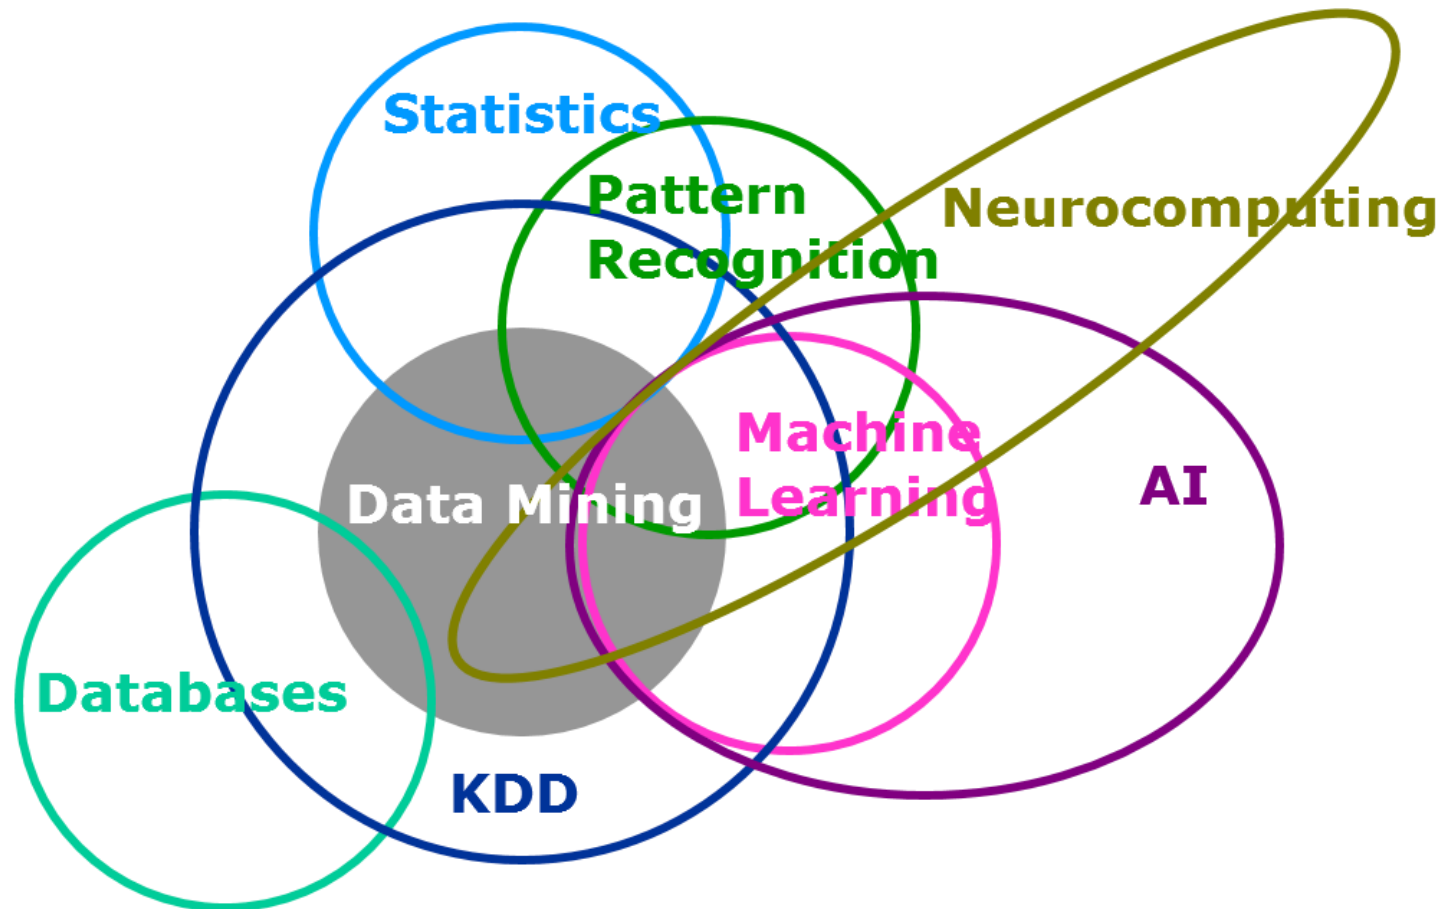 Statistics
Pattern
Recognition
Neurocomputing
Machine
Learning
AI
Data Mining
Databases
KDD